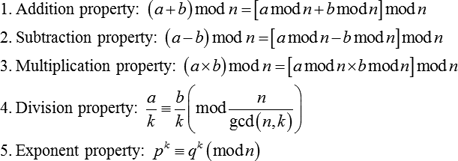 1. Addition property: (a+b) mod n = [a mod n + b mod n] mod n
2. Subtraction property: (a−b) mod n = [a mod n − b mod n] mod n
3. Multiplication property: (a×b) mod n = [a mod n × b mod n] mod n
4. Division property: a/k ≡ b/k (mod n/gcd(n,k))
5. Exponent property: p^k ≡ q^k (mod n)